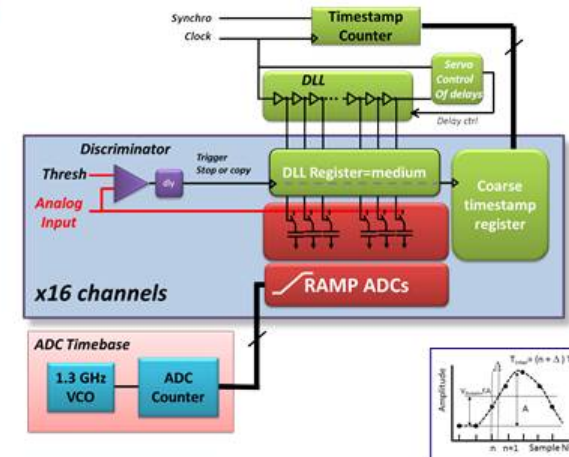 Synchro
Clock
Timestamp
Counter
DLL
Servo
Control
Of delays
Delay ctrl
Discriminator
Thresh
Analog
Input
dly
Trigger
Stop or copy
DLL Register=medium
Coarse
timestamp
register
x16 channels
RAMP ADCs
ADC Timebase
1.3 GHz
VCO
ADC
Counter
Amplitude
A
n
n+1